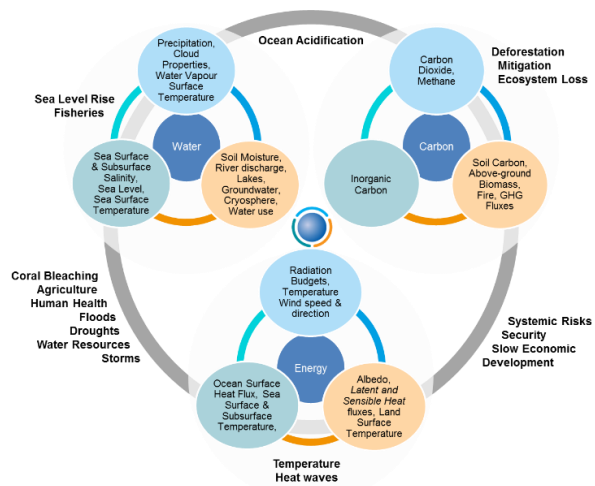 Ocean Acidification
Precipitation,
Cloud
Properties,
Water Vapour
Surface
Temperature
Sea Level Rise
Fisheries
Water
Sea Surface
& Subsurface
Salinity,
Sea Level,
Sea Surface
Temperature
Soil Moisture,
River discharge,
Lakes,
Groundwater,
Cryosphere,
Water use
Carbon
Dioxide,
Methane
Deforestation
Mitigation
Ecosystem Loss
Carbon
Inorganic
Carbon
Soil Carbon,
Above-ground
Biomass,
Fire, GHG
Fluxes
Coral Bleaching
Agriculture
Human Health
Floods
Droughts
Water Resources
Storms
Radiation
Budgets,
Temperature
Wind speed &
direction
Energy
Ocean Surface
Heat Flux, Sea
Surface &
Subsurface
Temperature,
Albedo,
Latent and
Sensible Heat
fluxes, Land
Surface
Temperature
Systemic Risks
Security
Slow Economic
Development
Temperature
Heat waves